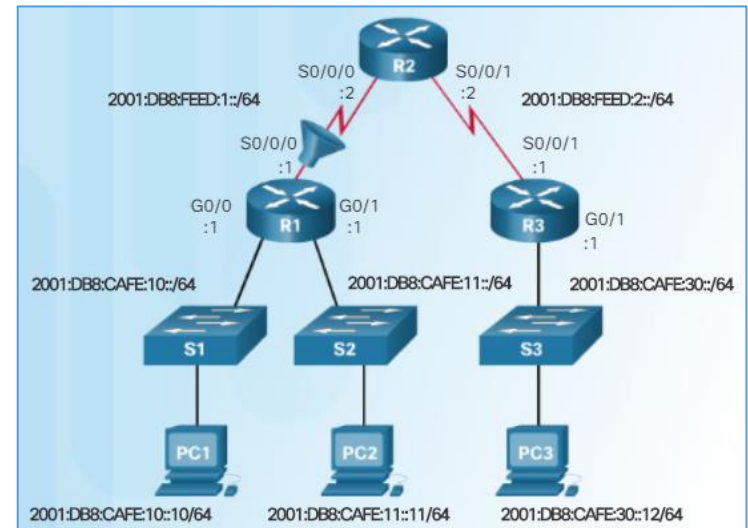 R2
S0/0/0
:2
S0/0/1
:2
2001:DB8:FEED:1::/64
2001:DB8:FEED:2::/64
S0/0/0
:1
S0/0/1
:1
G0/0
:1
R1
G0/1
:1
R3
G0/1
:1
2001:DB8:CAFE:10::/64
2001:DB8:CAFE:11::/64
2001:DB8:CAFE:30::/64
S1
S2
S3
PC1
PC2
PC3
2001:DB8:CAFE:10::10/64
2001:DB8:CAFE:11::11/64
2001:DB8:CAFE:30::12/64